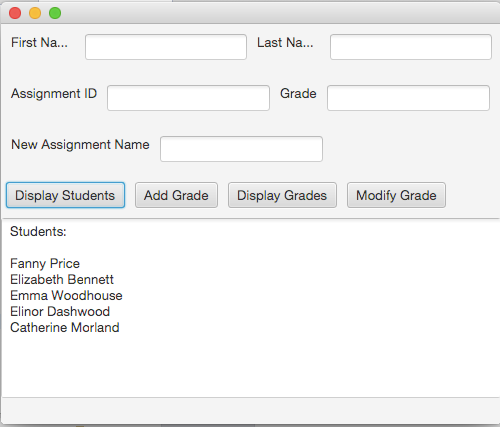 First Na... Last Na...
Assignment ID Grade
New Assignment Name
Display Students Add Grade Display Grades Modify Grade
Students:
Fanny Price
Elizabeth Bennett
Emma Woodhouse
Elinor Dashwood
Catherine Morland